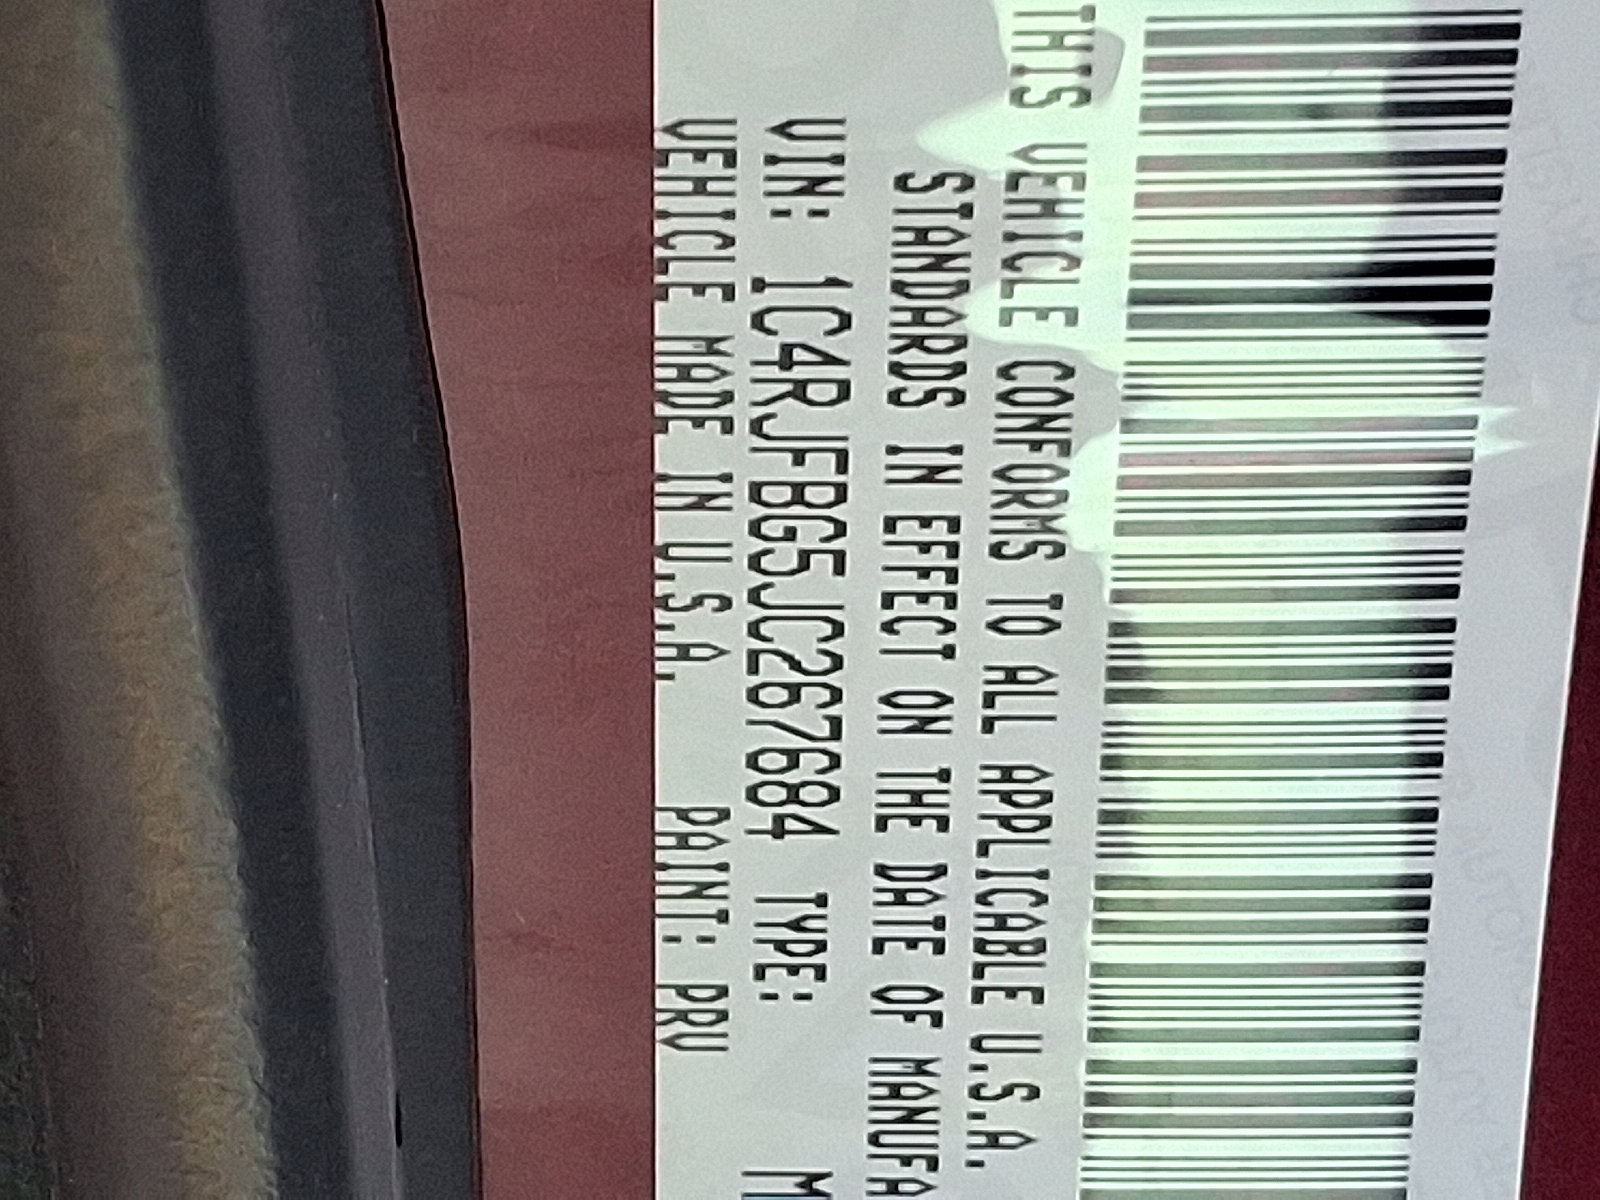 THIS VEHICLE CONFORMS TO ALL APPLICABLE U.S.A.
STANDARDS IN EFFECT ON THE DATE OF MANUFA
VIN: 1C4RJFBG5JC267684 TYPE:
VEHICLE MADE IN U.S.A. PAINT: PRV